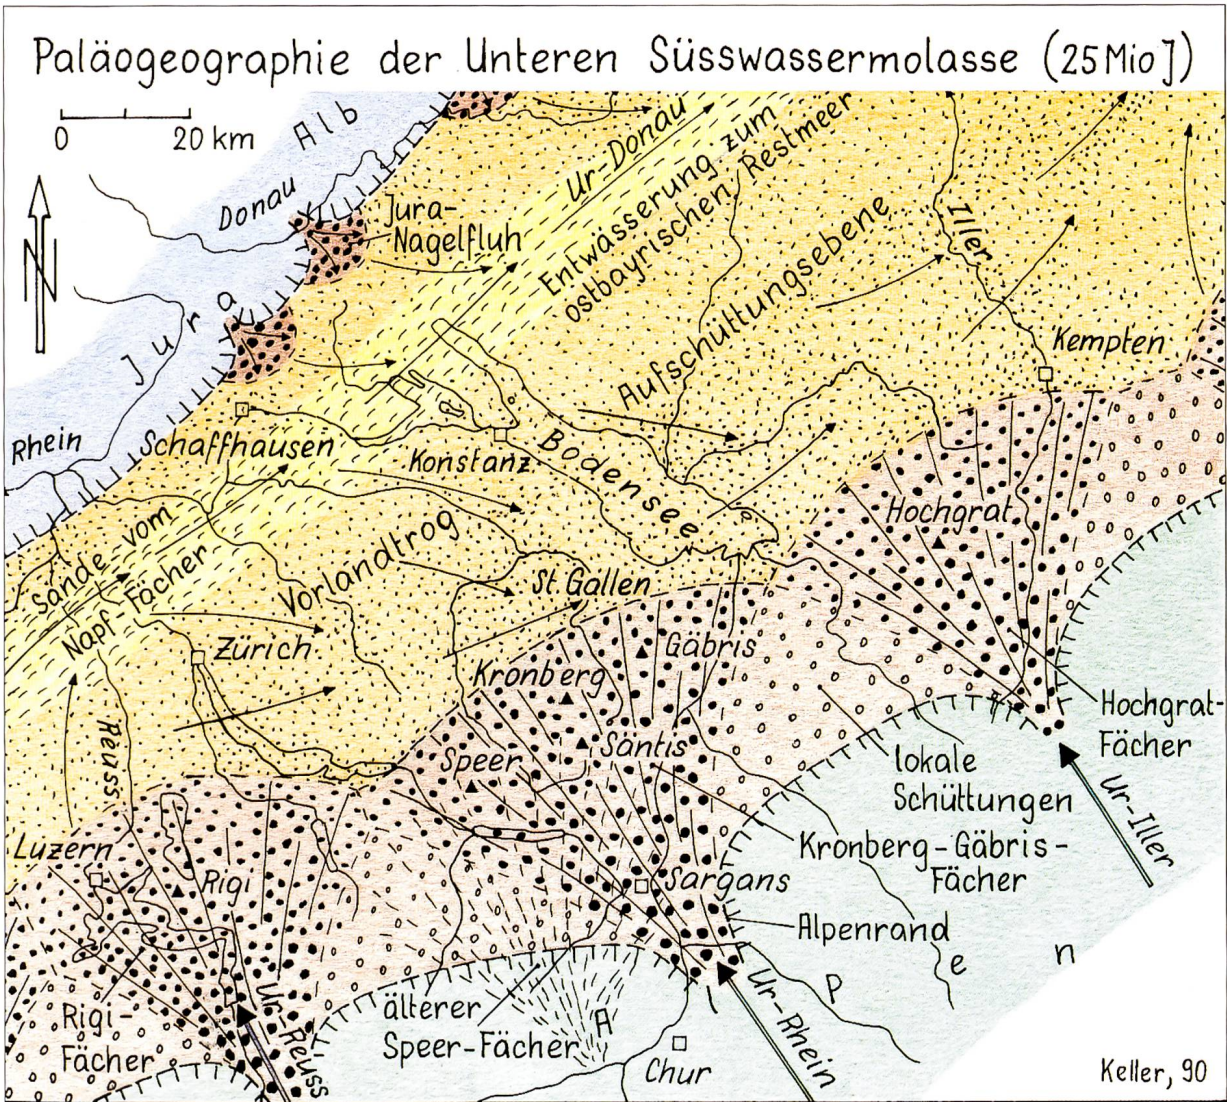 Paläogeographie der Unteren Süsswassermolasse (25 Mio J)
0 20 km
Alb
Donau
N
Jura-
Nagelfluh
Ur-Donau
Entwässerung zum
ostbayrischen Restmeer
Aufschüttungsebene
Iller
Kempten
Jura
Rhein
Schaffhausen
Konstanz
Bodensee
Hochgrat
Sande vom
Napf Fächer
Vorlandtrog
St. Gallen
Zürich
Gäbris
Kronberg
Reuss
Säntis
Speer
Hochgrat-
Fächer
lokale
Schüttungen
Ur-Iller
Luzern
Rigi
Kronberg-Gäbris-
Fächer
Sargans
Alpenrand
Rigi-
Fächer
Ur Reuss
älterer
Speer-Fächer
Alpen
Ur-Rhein
Chur
Keller, 90